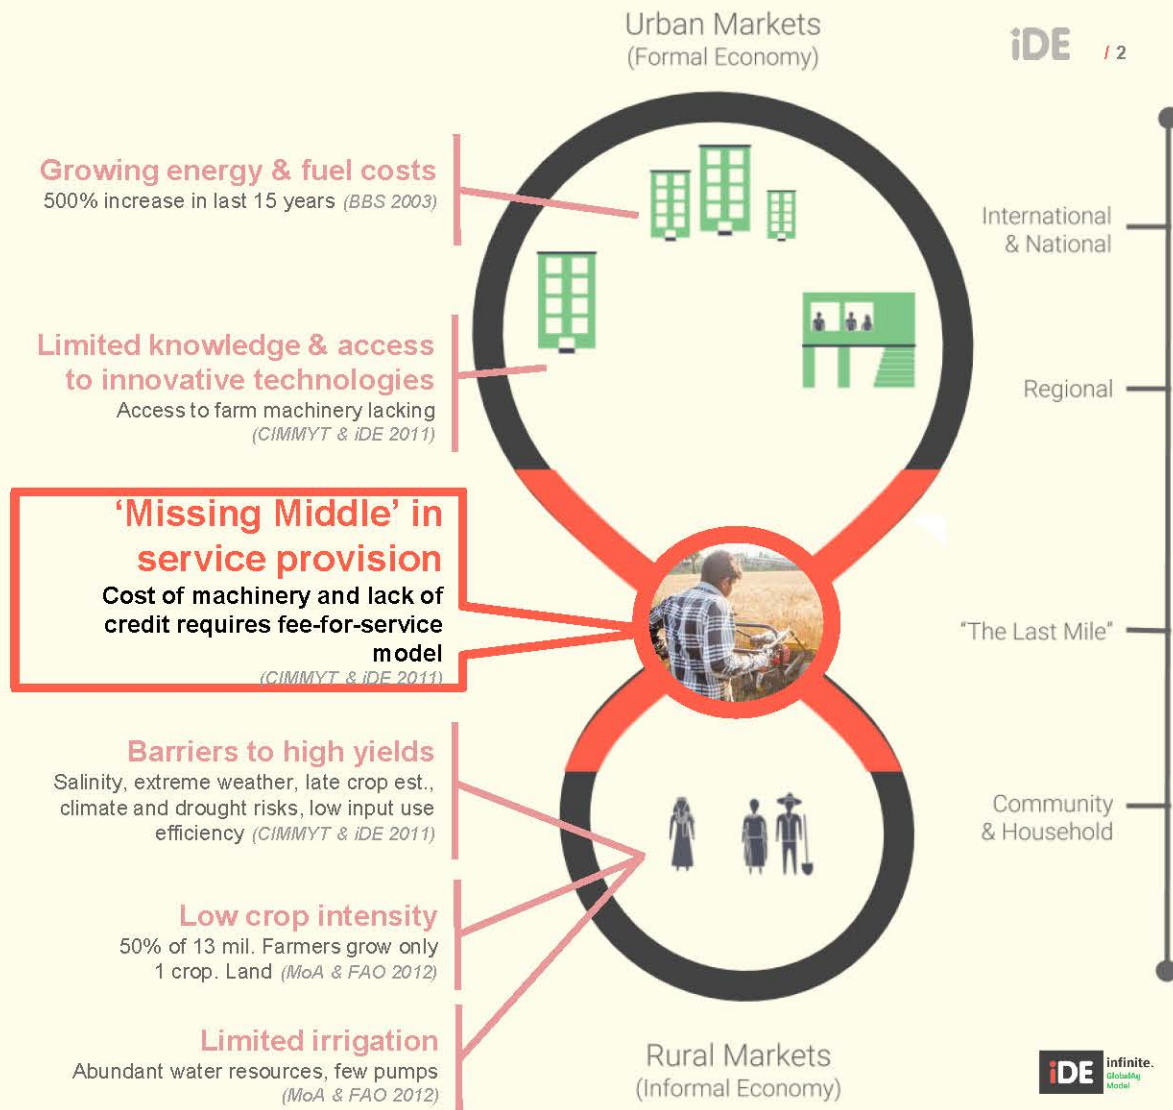 Urban Markets
(Formal Economy)
iDE
/ 2
Growing energy & fuel costs
500% increase in last 15 years (BBS 2003)
International
& National
Limited knowledge & access
to innovative technologies
Access to farm machinery lacking
(CIMMYT & iDE 2011)
Regional
‘Missing Middle’ in
service provision
Cost of machinery and lack of
credit requires fee-for-service
model
(CIMMYT & iDE 2011)
"The Last Mile"
Barriers to high yields
Salinity, extreme weather, late crop est.,
climate and drought risks, low input use
efficiency (CIMMYT & iDE 2011)
Community
& Household
Low crop intensity
50% of 13 mil. Farmers grow only
1 crop. Land (MoA & FAO 2012)
Limited irrigation
Abundant water resources, few pumps
(MoA & FAO 2012)
Rural Markets
(Informal Economy)
iDE
infinite.
GlobalAg
Model